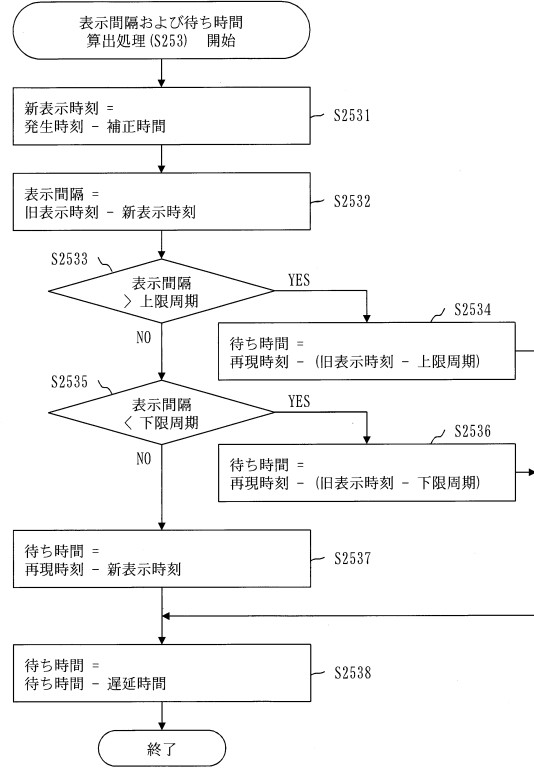 表示間隔および待ち時間
算出処理(S253) 開始
新表示時刻 =
発生時刻 - 補正時間
S2531
表示間隔 =
旧表示時刻 - 新表示時刻
S2532
S2533
表示間隔
> 上限周期
YES
NO
S2534
待ち時間 =
再現時刻 - (旧表示時刻 - 上限周期)
S2535
表示間隔
< 下限周期
YES
NO
S2536
待ち時間 =
再現時刻 - (旧表示時刻 - 下限周期)
待ち時間 =
再現時刻 - 新表示時刻
S2537
待ち時間 =
待ち時間 - 遅延時間
S2538
終了